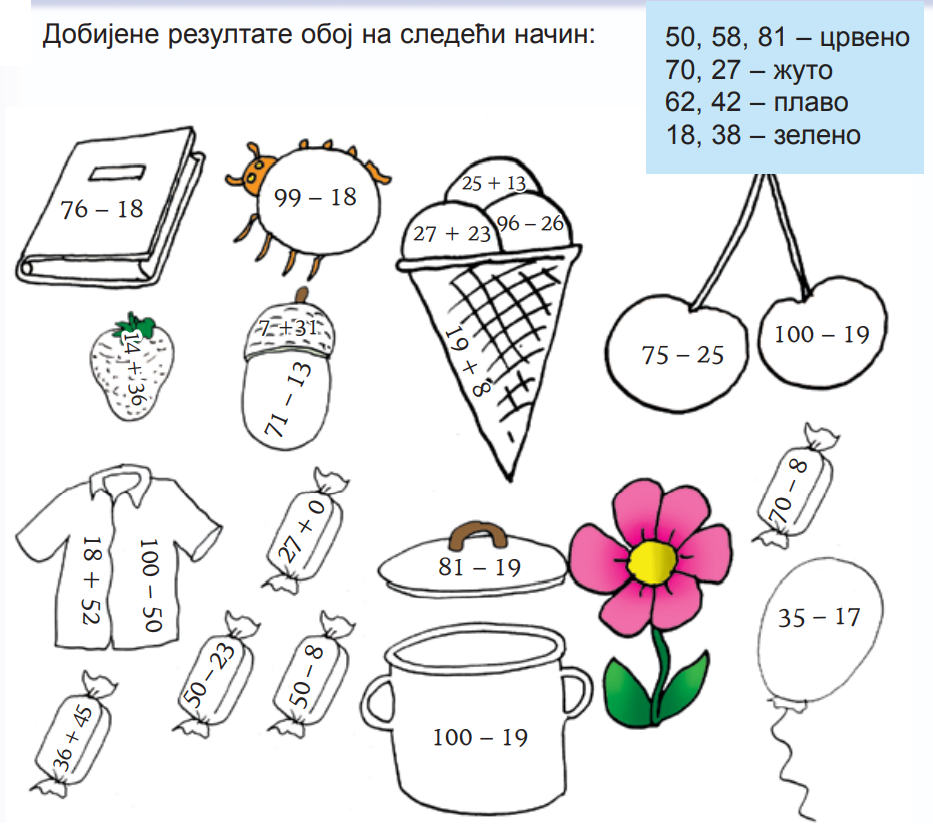 Добијене резултате обој на следећи начин:
50, 58, 81 – црвено
70, 27 – жуто
62, 42 – плаво
18, 38 – зелено
76 – 18
99 – 18
25 + 13
27 + 23
96 – 26
19 + 8
75 – 25
100 – 19
14 + 36
7 +31
71 – 13
18 + 52
100 – 50
27 + 0
81 – 19
70 – 8
35 – 17
50 – 23
50 – 8
36 + 45
100 – 19